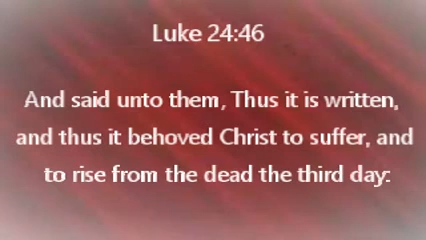 Luke 24:46
And said unto them, Thus it is written,
and thus it behoved Christ to suffer, and
to rise from the dead the third day: